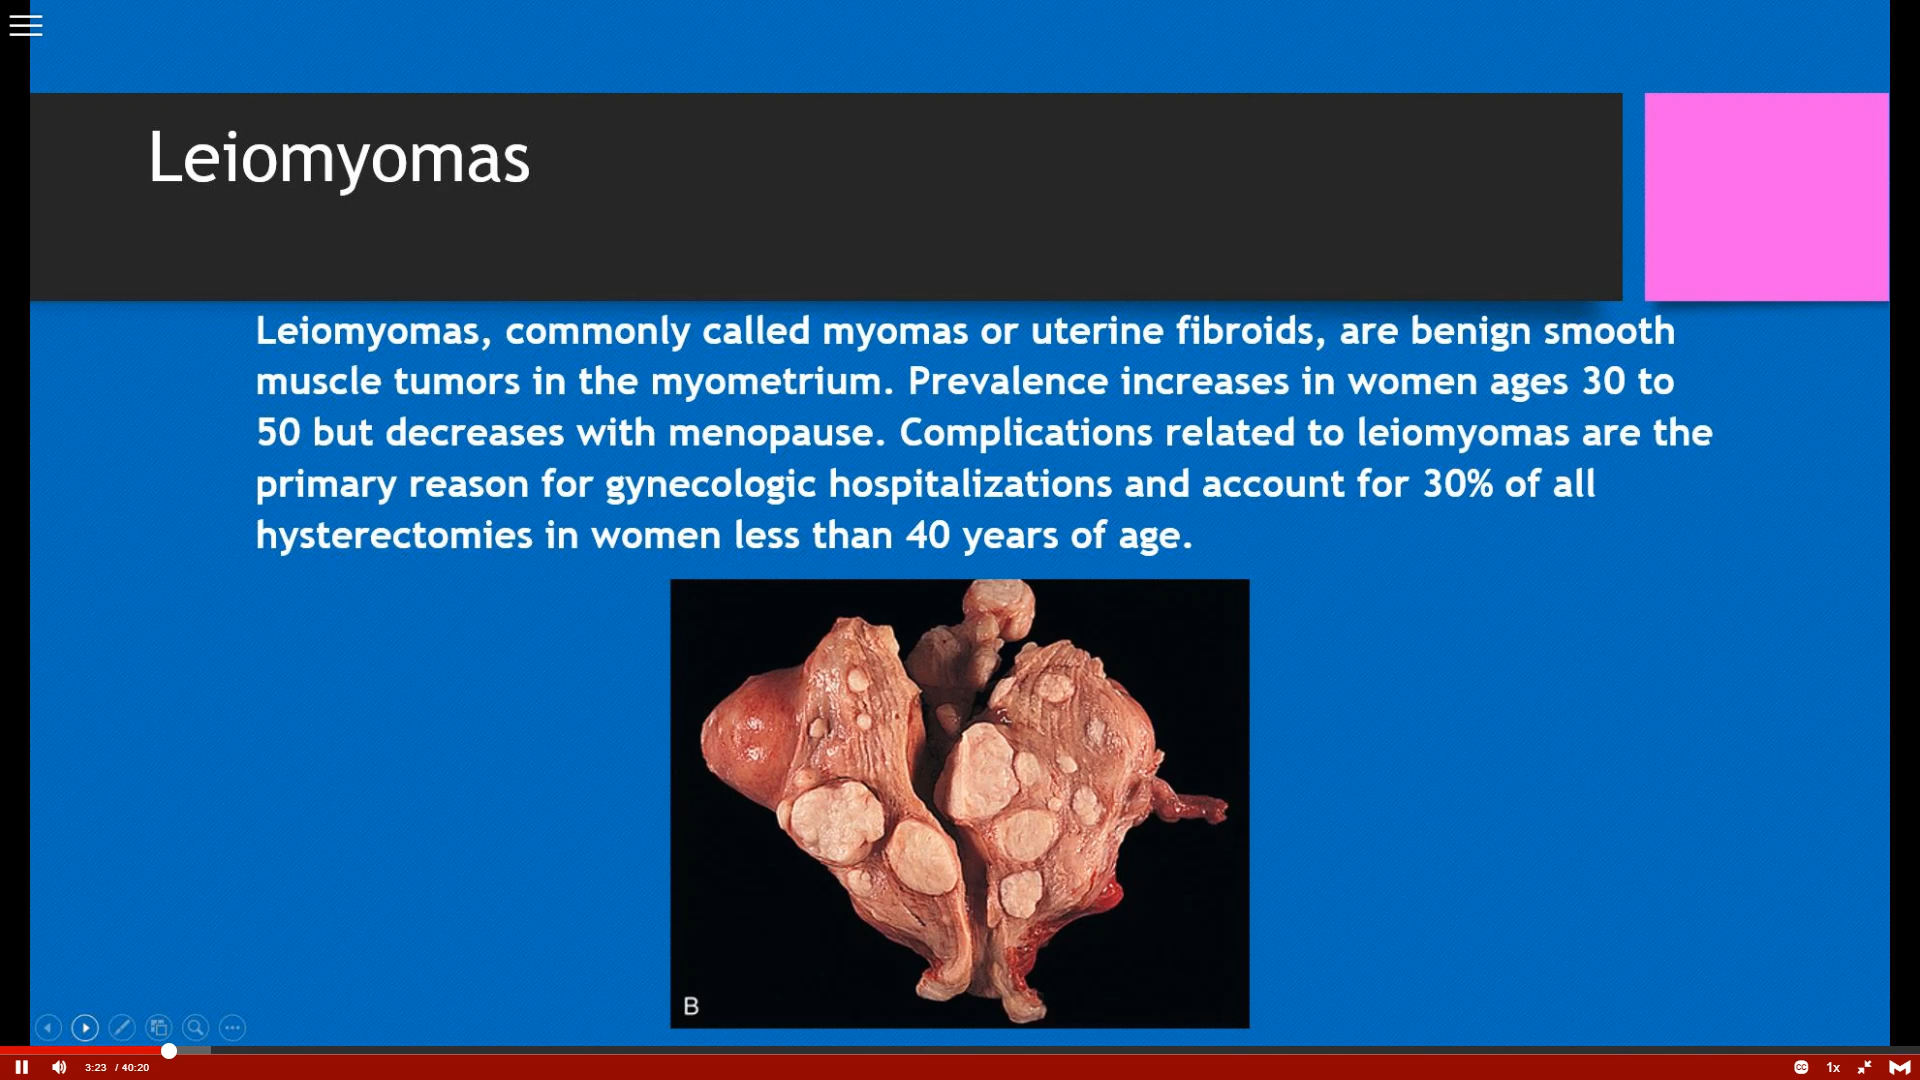 Leiomyomas
Leiomyomas, commonly called myomas or uterine fibroids, are benign smooth
muscle tumors in the myometrium. Prevalence increases in women ages 30 to
50 but decreases with menopause. Complications related to leiomyomas are the
primary reason for gynecologic hospitalizations and account for 30% of all
hysterectomies in women less than 40 years of age.
B
3:23 / 40:20
CC
1x